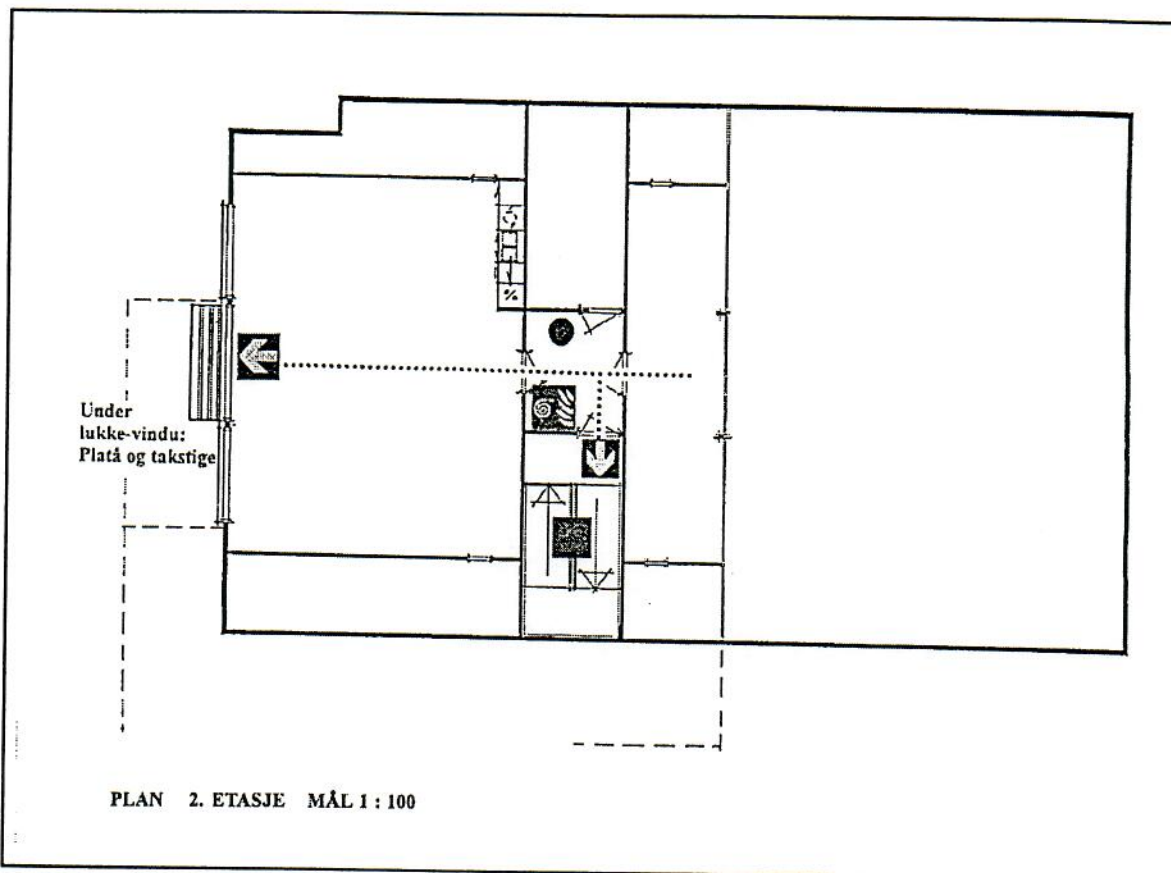 Under
lukke-vindu:
Platå og takstige
%
PLAN 2. ETASJE MÅL 1 : 100